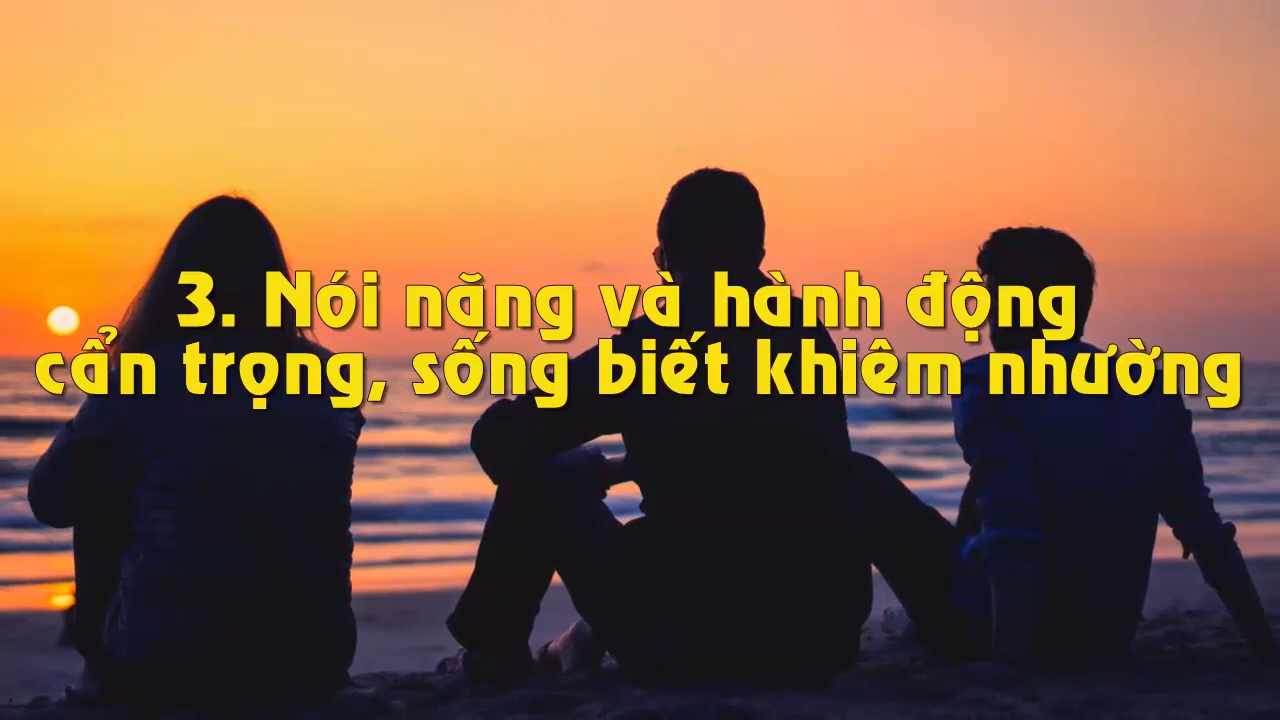 3. Nói năng và hành động
cẩn trọng, sống biết khiêm nhường